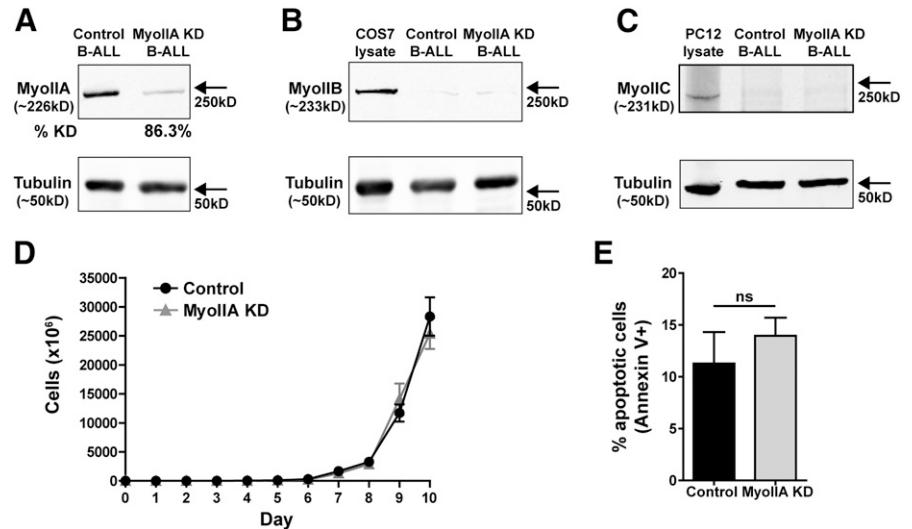 A
Control MyoIIA KD
B-ALL B-ALL
MyoIIA
(~226kD)
250kD
% KD 86.3%
Tubulin
(~50kD)
50kD
B
COS7 Control MyoIIA KD
lysate B-ALL B-ALL
MyoIIB
(~233kD)
250kD
Tubulin
(~50kD)
50kD
C
PC12 Control MyoIIA KD
lysate B-ALL B-ALL
MyoIIC
(~231kD)
250kD
Tubulin
(~50kD)
50kD
D
Cells (x10⁶)
35000
30000
25000
20000
15000
10000
5000
0
Control
MyoIIA KD
0 1 2 3 4 5 6 7 8 9 10
Day
E
% apoptotic cells
(Annexin V+)
20
15
10
5
0
ns
Control MyoIIA KD